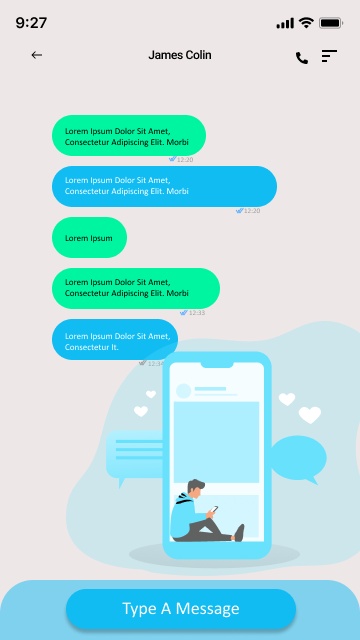 9:27
James Colin
Lorem Ipsum Dolor Sit Amet,
Consectetur Adipiscing Elit. Morbi
12:20
Lorem Ipsum Dolor Sit Amet,
Consectetur Adipiscing Elit. Morbi
12:20
Lorem Ipsum
Lorem Ipsum Dolor Sit Amet,
Consectetur Adipiscing Elit. Morbi
12:33
Lorem Ipsum Dolor Sit Amet,
Consectetur It.
12:34
Type A Message